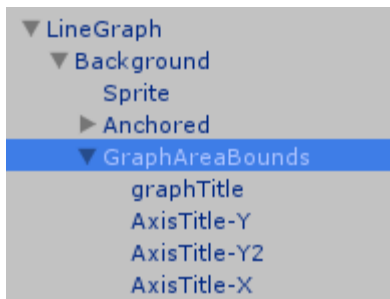 LineGraph
Background
Sprite
Anchored
GraphAreaBounds
graphTitle
AxisTitle-Y
AxisTitle-Y2
AxisTitle-X